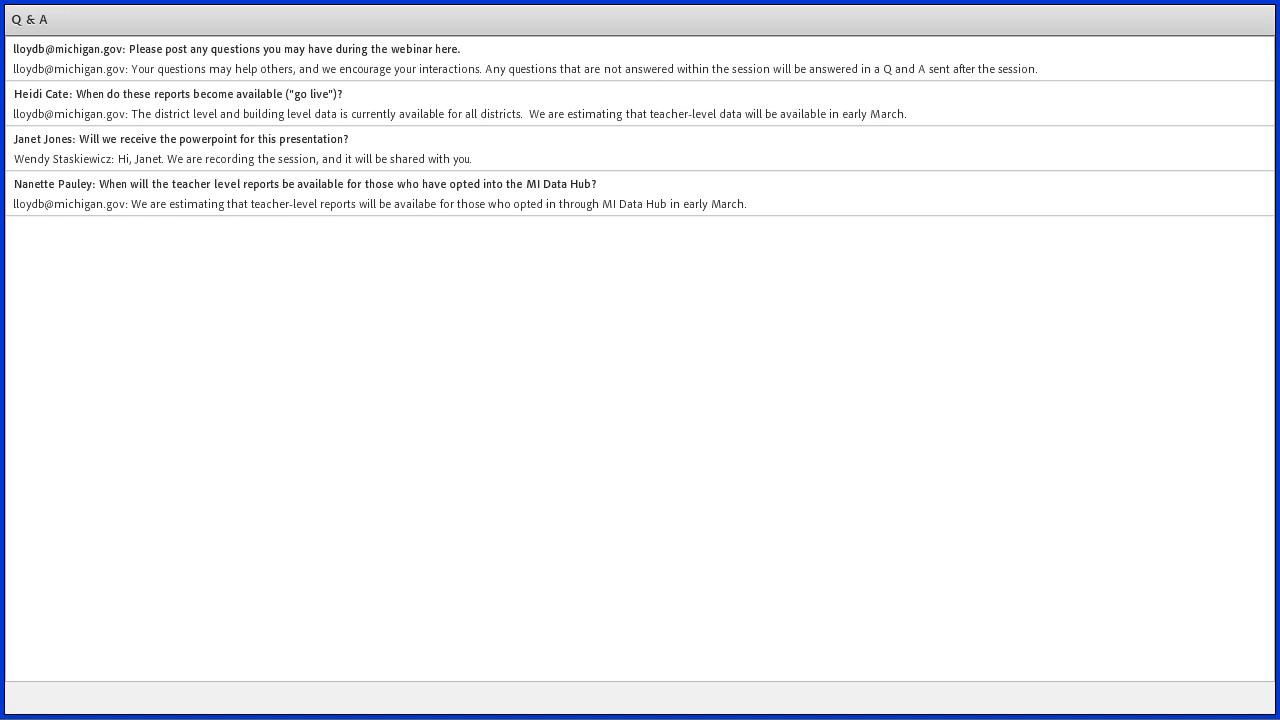 Q & A
lloydb@michigan.gov: Please post any questions you may have during the webinar here.
lloydb@michigan.gov: Your questions may help others, and we encourage your interactions. Any questions that are not answered within the session will be answered in a Q and A sent after the session.
Heidi Cate: When do these reports become available ("go live")?
lloydb@michigan.gov: The district level and building level data is currently available for all districts.  We are estimating that teacher-level data will be available in early March.
Janet Jones: Will we receive the powerpoint for this presentation?
Wendy Staskiewicz: Hi, Janet. We are recording the session, and it will be shared with you.
Nanette Pauley: When will the teacher level reports be available for those who have opted into the MI Data Hub?
lloydb@michigan.gov: We are estimating that teacher-level reports will be availabe for those who opted in through MI Data Hub in early March.